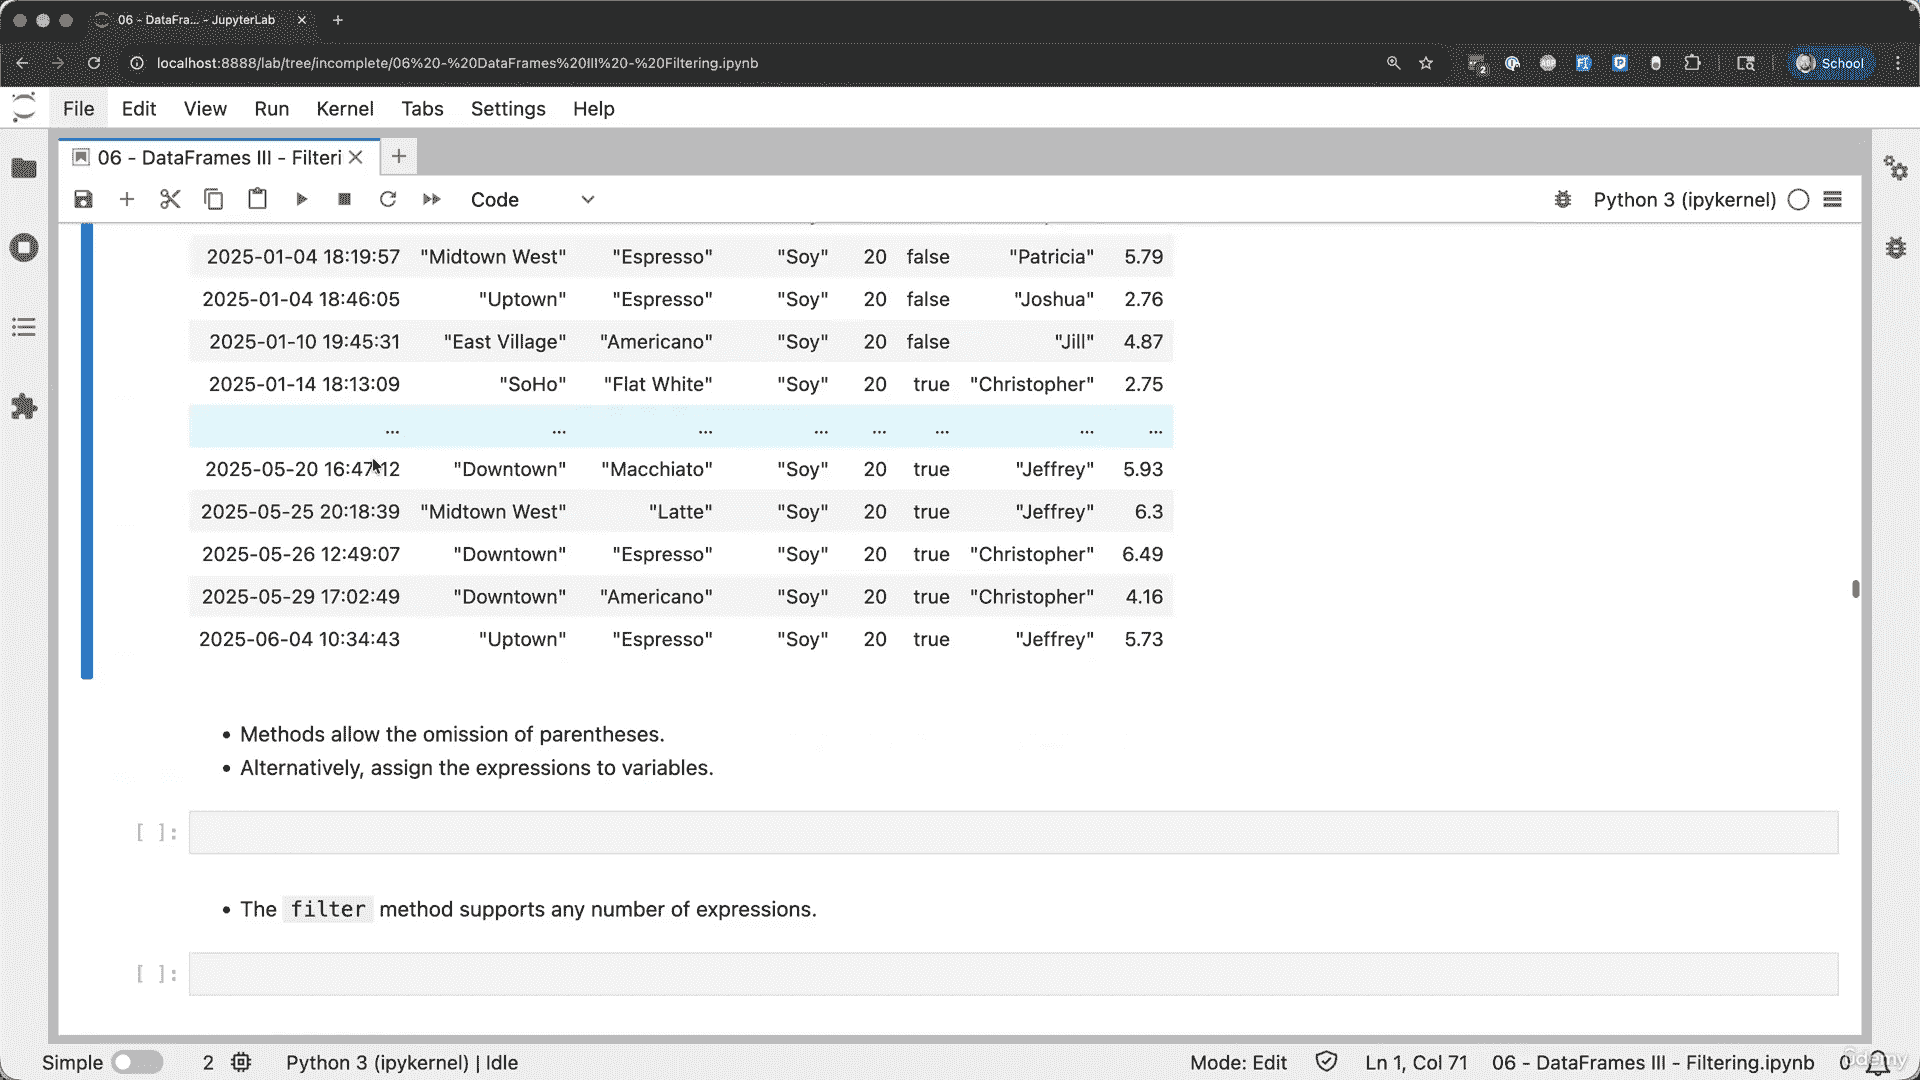 06 - DataFra... - JupyterLab
localhost:8888/lab/tree/incomplete/06%20-%20DataFrames%20III%20-%20Filtering.ipynb
2
School
File Edit View Run Kernel Tabs Settings Help
06 - DataFrames III - Filteri
Code
Python 3 (ipykernel)
2025-01-04 18:19:57 "Midtown West" "Espresso" "Soy" 20 false "Patricia" 5.79
2025-01-04 18:46:05 "Uptown" "Espresso" "Soy" 20 false "Joshua" 2.76
2025-01-10 19:45:31 "East Village" "Americano" "Soy" 20 false "Jill" 4.87
2025-01-14 18:13:09 "SoHo" "Flat White" "Soy" 20 true "Christopher" 2.75
... ... ... ... ... ... ... ...
2025-05-20 16:47:12 "Downtown" "Macchiato" "Soy" 20 true "Jeffrey" 5.93
2025-05-25 20:18:39 "Midtown West" "Latte" "Soy" 20 true "Jeffrey" 6.3
2025-05-26 12:49:07 "Downtown" "Espresso" "Soy" 20 true "Christopher" 6.49
2025-05-29 17:02:49 "Downtown" "Americano" "Soy" 20 true "Christopher" 4.16
2025-06-04 10:34:43 "Uptown" "Espresso" "Soy" 20 true "Jeffrey" 5.73
• Methods allow the omission of parentheses.
• Alternatively, assign the expressions to variables.
[ ]:
• The filter method supports any number of expressions.
[ ]:
Simple 2 Python 3 (ipykernel) | Idle Mode: Edit Ln 1, Col 71 06 - DataFrames III - Filtering.ipynb 0
Udemy